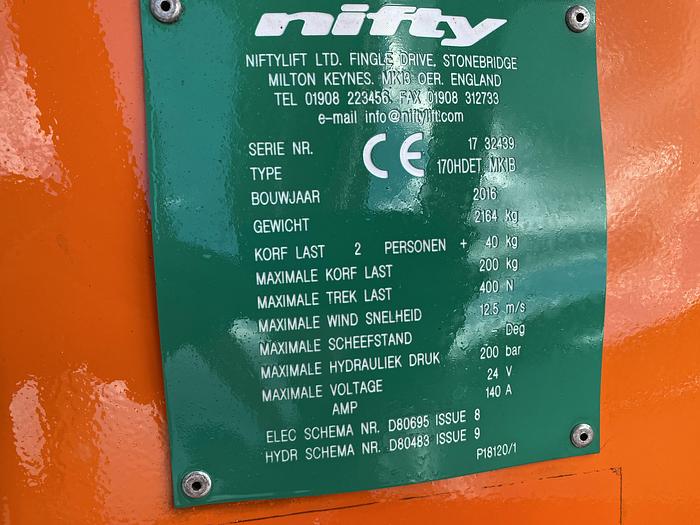 nifty
NIFTYLIFT LTD. FINGLE DRIVE, STONEBRIDGE
MILTON KEYNES. MK13 OER. ENGLAND
TEL 01908 223456. FAX 01908 312733
e-mail info@niftylift.com
CE
SERIE NR. 17 32439
TYPE 170HDET MK1B
BOUWJAAR 2016
GEWICHT 2164 kg
KORF LAST 2 PERSONEN + 40 kg
MAXIMALE KORF LAST 200 kg
MAXIMALE TREK LAST 400 N
MAXIMALE WIND SNELHEID 12.5 m/s
MAXIMALE SCHEEFSTAND - Deg
MAXIMALE HYDRAULIEK DRUK 200 bar
MAXIMALE VOLTAGE 24 V
AMP 140 A
ELEC SCHEMA NR. D80695 ISSUE 8
HYDR SCHEMA NR. D80483 ISSUE 9
P18120/1